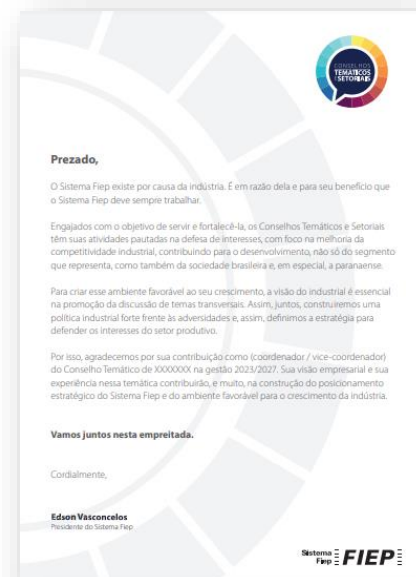 CONSELHOS
TEMÁTICOS
E SETORIAIS
Prezado,
O Sistema Fiep existe por causa da indústria. É em razão dela e para seu benefício que
o Sistema Fiep deve sempre trabalhar.
Engajados com o objetivo de servir e fortalecê-la, os Conselhos Temáticos e Setoriais
têm suas atividades pautadas na defesa de interesses, com foco na melhoria da
competitividade industrial, contribuindo para o desenvolvimento, não só do segmento
que representa, como também da sociedade brasileira e, em especial, a paranaense.
Para criar esse ambiente favorável ao seu crescimento, a visão do industrial é essencial
na promoção da discussão de temas transversais. Assim, juntos, construiremos uma
política industrial forte frente às adversidades e, assim, definimos a estratégia para
defender os interesses do setor produtivo.
Por isso, agradecemos por sua contribuição como (coordenador / vice-coordenador)
do Conselho Temático de XXXXXXX na gestão 2023/2027. Sua visão empresarial e sua
experiência nessa temática contribuirão, e muito, na construção do posicionamento
estratégico do Sistema Fiep e do ambiente favorável para o crescimento da indústria.
Vamos juntos nesta empreitada.
Cordialmente,
Edson Vasconcelos
Presidente do Sistema Fiep
Sistema
Fiep FIEP